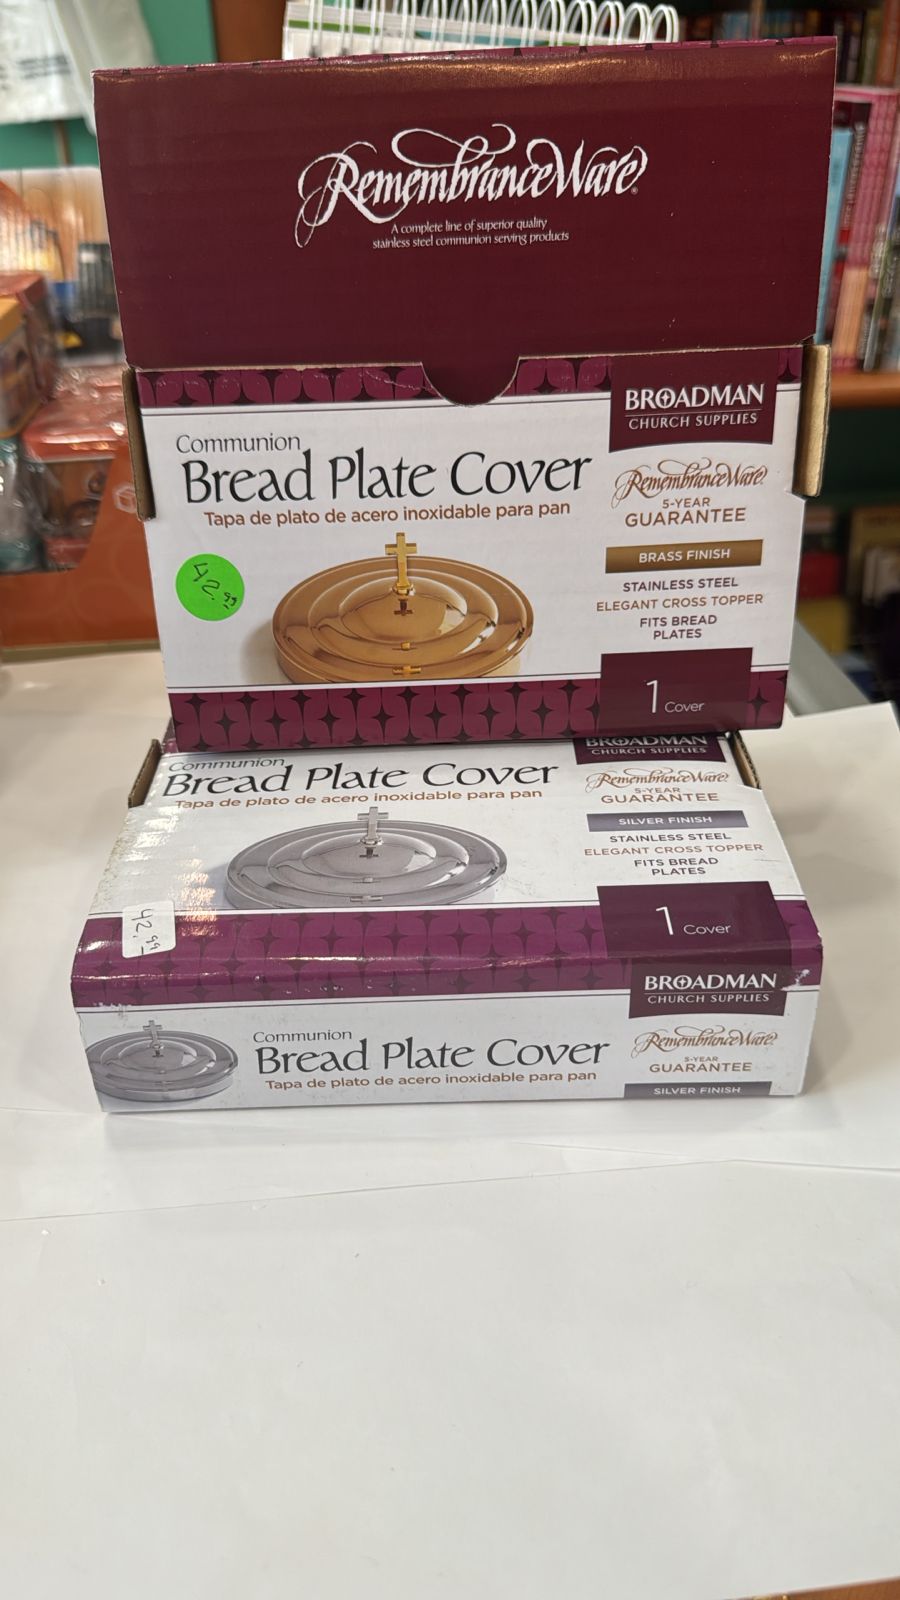 RemembranceWare®
A complete line of superior quality
stainless steel communion serving products
BROADMAN
CHURCH SUPPLIES
Communion
Bread Plate Cover
Tapa de plato de acero inoxidable para pan
RemembranceWare®
5-YEAR
GUARANTEE
BRASS FINISH
STAINLESS STEEL
ELEGANT CROSS TOPPER
FITS BREAD
PLATES
42,99
1 Cover
BROADMAN
CHURCH SUPPLIES
Communion
Bread Plate Cover
Tapa de plato de acero inoxidable para pan
RemembranceWare®
5-YEAR
GUARANTEE
SILVER FINISH
STAINLESS STEEL
ELEGANT CROSS TOPPER
FITS BREAD
PLATES
42,99-
1 Cover
BROADMAN
CHURCH SUPPLIES
Communion
Bread Plate Cover
Tapa de plato de acero inoxidable para pan
RemembranceWare®
5-YEAR
GUARANTEE
SILVER FINISH